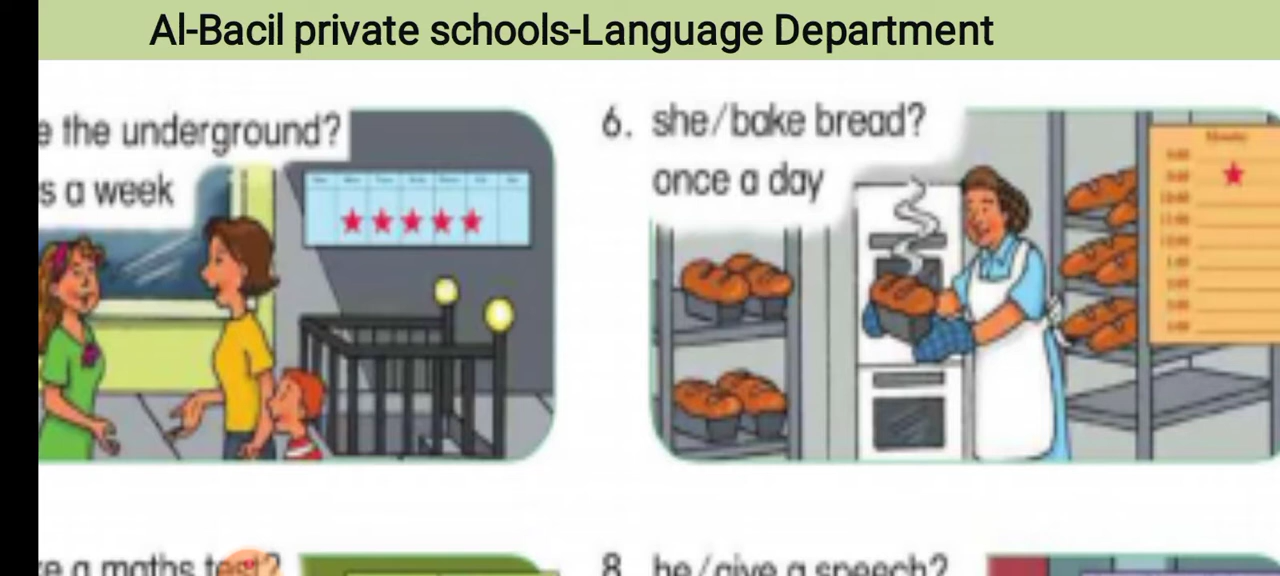 Al-Bacil private schools-Language Department
e the underground?
s a week
6. she/bake bread?
once a day
e a maths test?
8. he/give a speech?